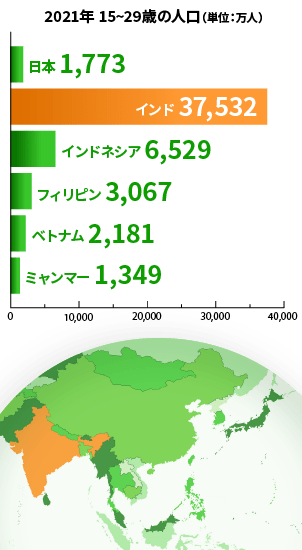 2021年 15~29歳の人口（単位：万人）
日本 1,773
インド 37,532
インドネシア 6,529
フィリピン 3,067
ベトナム 2,181
ミャンマー 1,349
0 10,000 20,000 30,000 40,000